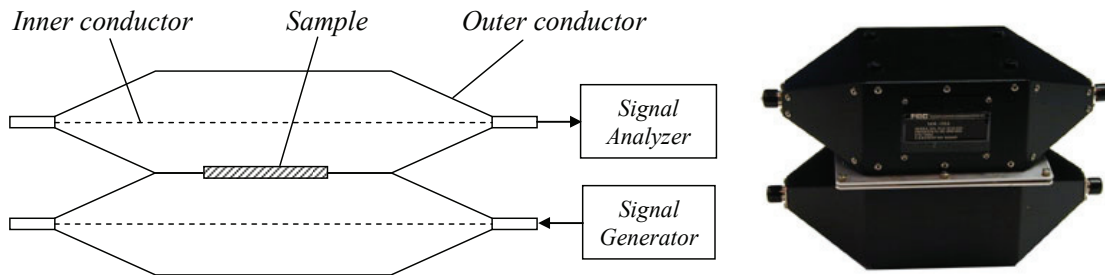 Inner conductor
Sample
Outer conductor
Signal
Analyzer
Signal
Generator